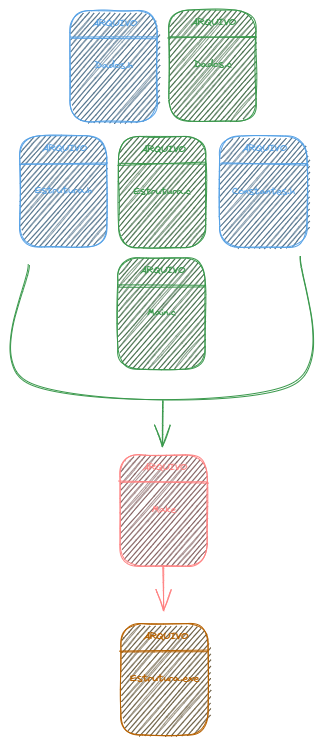 ARQUIVO
ARQUIVO
Dados.h
Dados.c
ARQUIVO
ARQUIVO
ARQUIVO
Estrutura.h
Estrutura.c
Constantes.h
ARQUIVO
Main.c
ARQUIVO
Make
ARQUIVO
Estrutura.exe